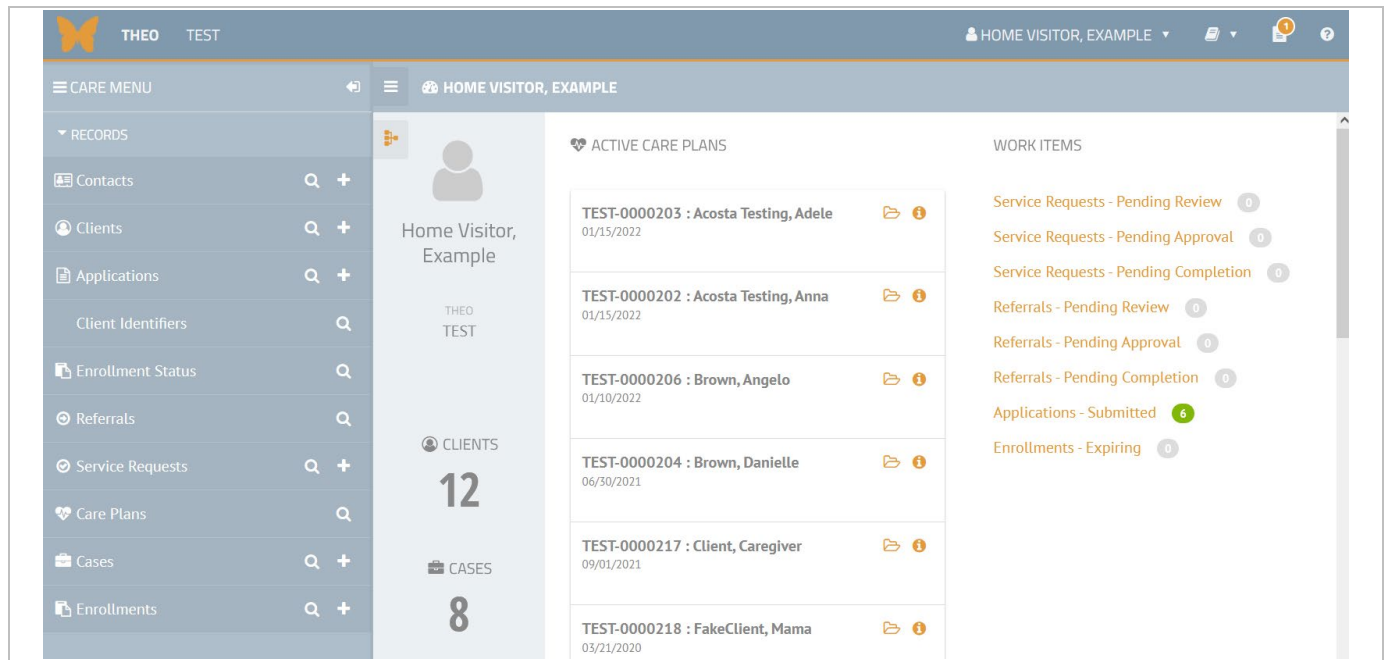 THEO TEST
HOME VISITOR, EXAMPLE
1
CARE MENU
HOME VISITOR, EXAMPLE
RECORDS
Contacts
Clients
Applications
Client Identifiers
Enrollment Status
Referrals
Service Requests
Care Plans
Cases
Enrollments
Home Visitor,
Example
THEO
TEST
CLIENTS
12
CASES
8
ACTIVE CARE PLANS
TEST-0000203 : Acosta Testing, Adele
01/15/2022
TEST-0000202 : Acosta Testing, Anna
01/15/2022
TEST-0000206 : Brown, Angelo
01/10/2022
TEST-0000204 : Brown, Danielle
06/30/2021
TEST-0000217 : Client, Caregiver
09/01/2021
TEST-0000218 : FakeClient, Mama
03/21/2020
WORK ITEMS
Service Requests - Pending Review 0
Service Requests - Pending Approval 0
Service Requests - Pending Completion 0
Referrals - Pending Review 0
Referrals - Pending Approval 0
Referrals - Pending Completion 0
Applications - Submitted 6
Enrollments - Expiring 0